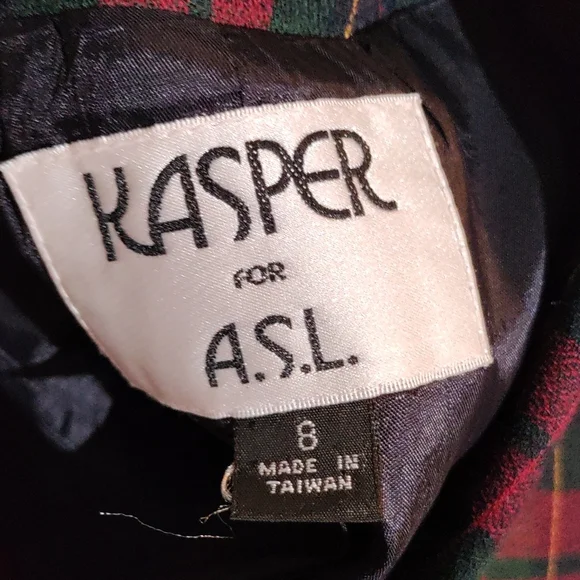 KASPER
FOR
A.S.L.
8
MADE IN
TAIWAN